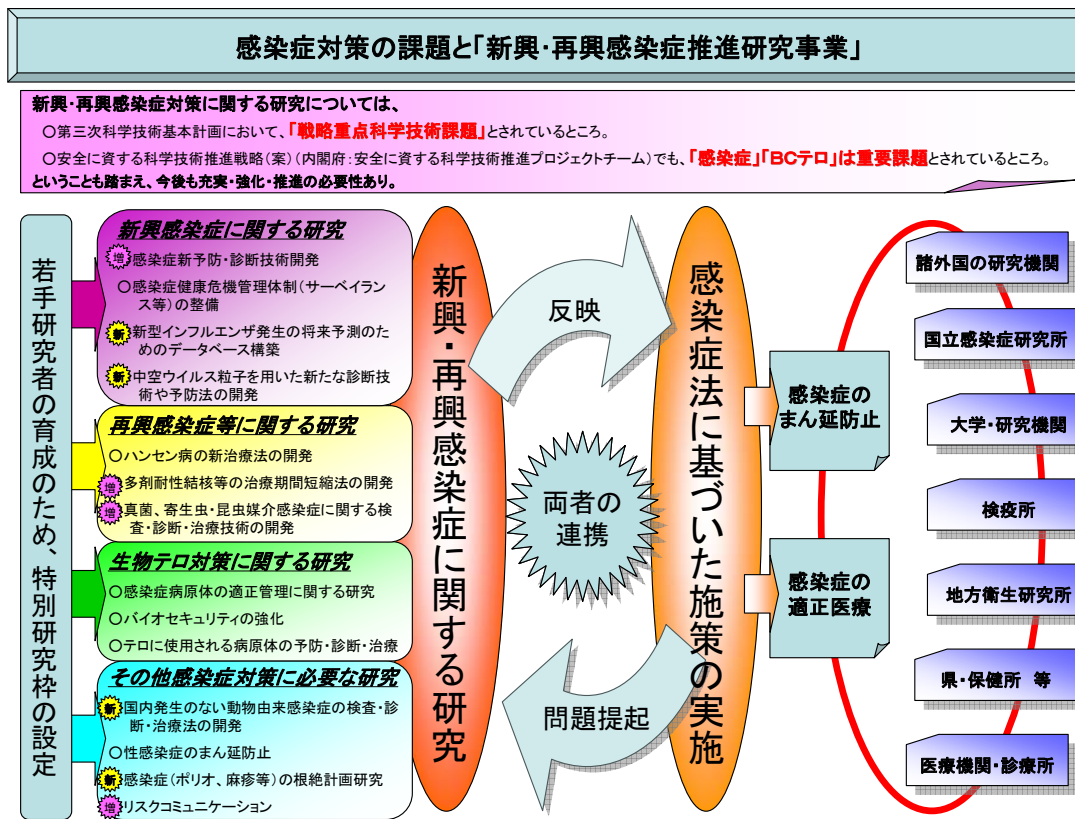 感染症対策の課題と「新興・再興感染症推進研究事業」
新興・再興感染症対策に関する研究については、
○第三次科学技術基本計画において、「戦略重点科学技術課題」とされているところ。
○安全に資する科学技術推進戦略(案)(内閣府:安全に資する科学技術推進プロジェクトチーム)でも、「感染症」「BCテロ」は重要課題とされているところ。
ということも踏まえ、今後も充実・強化・推進の必要性あり。
若手研究者の育成のため、特別研究枠の設定
新興感染症に関する研究
増 感染症新予防・診断技術開発
○感染症健康危機管理体制(サーベイラン
ス等)の整備
新 新型インフルエンザ発生の将来予測のた
めのデータベース構築
新 中空ウイルス粒子を用いた新たな診断技
術や予防法の開発
再興感染症等に関する研究
○ハンセン病の新治療法の開発
増 多剤耐性結核等の治療期間短縮法の開発
増 真菌、寄生虫・昆虫媒介感染症に関する検
査・診断・治療技術の開発
生物テロ対策に関する研究
○感染症病原体の適正管理に関する研究
○バイオセキュリティの強化
○テロに使用される病原体の予防・診断・治療
その他感染症対策に必要な研究
新 国内発生のない動物由来感染症の検査・診
断・治療法の開発
○性感染症のまん延防止
新 感染症(ポリオ、麻疹等)の根絶計画研究
増 リスクコミュニケーション
新興・再興感染症に関する研究
反映
両者の
連携
問題提起
感染症法に基づいた施策の実施
感染症の
まん延防止
感染症の
適正医療
諸外国の研究機関
国立感染症研究所
大学・研究機関
検疫所
地方衛生研究所
県・保健所 等
医療機関・診療所